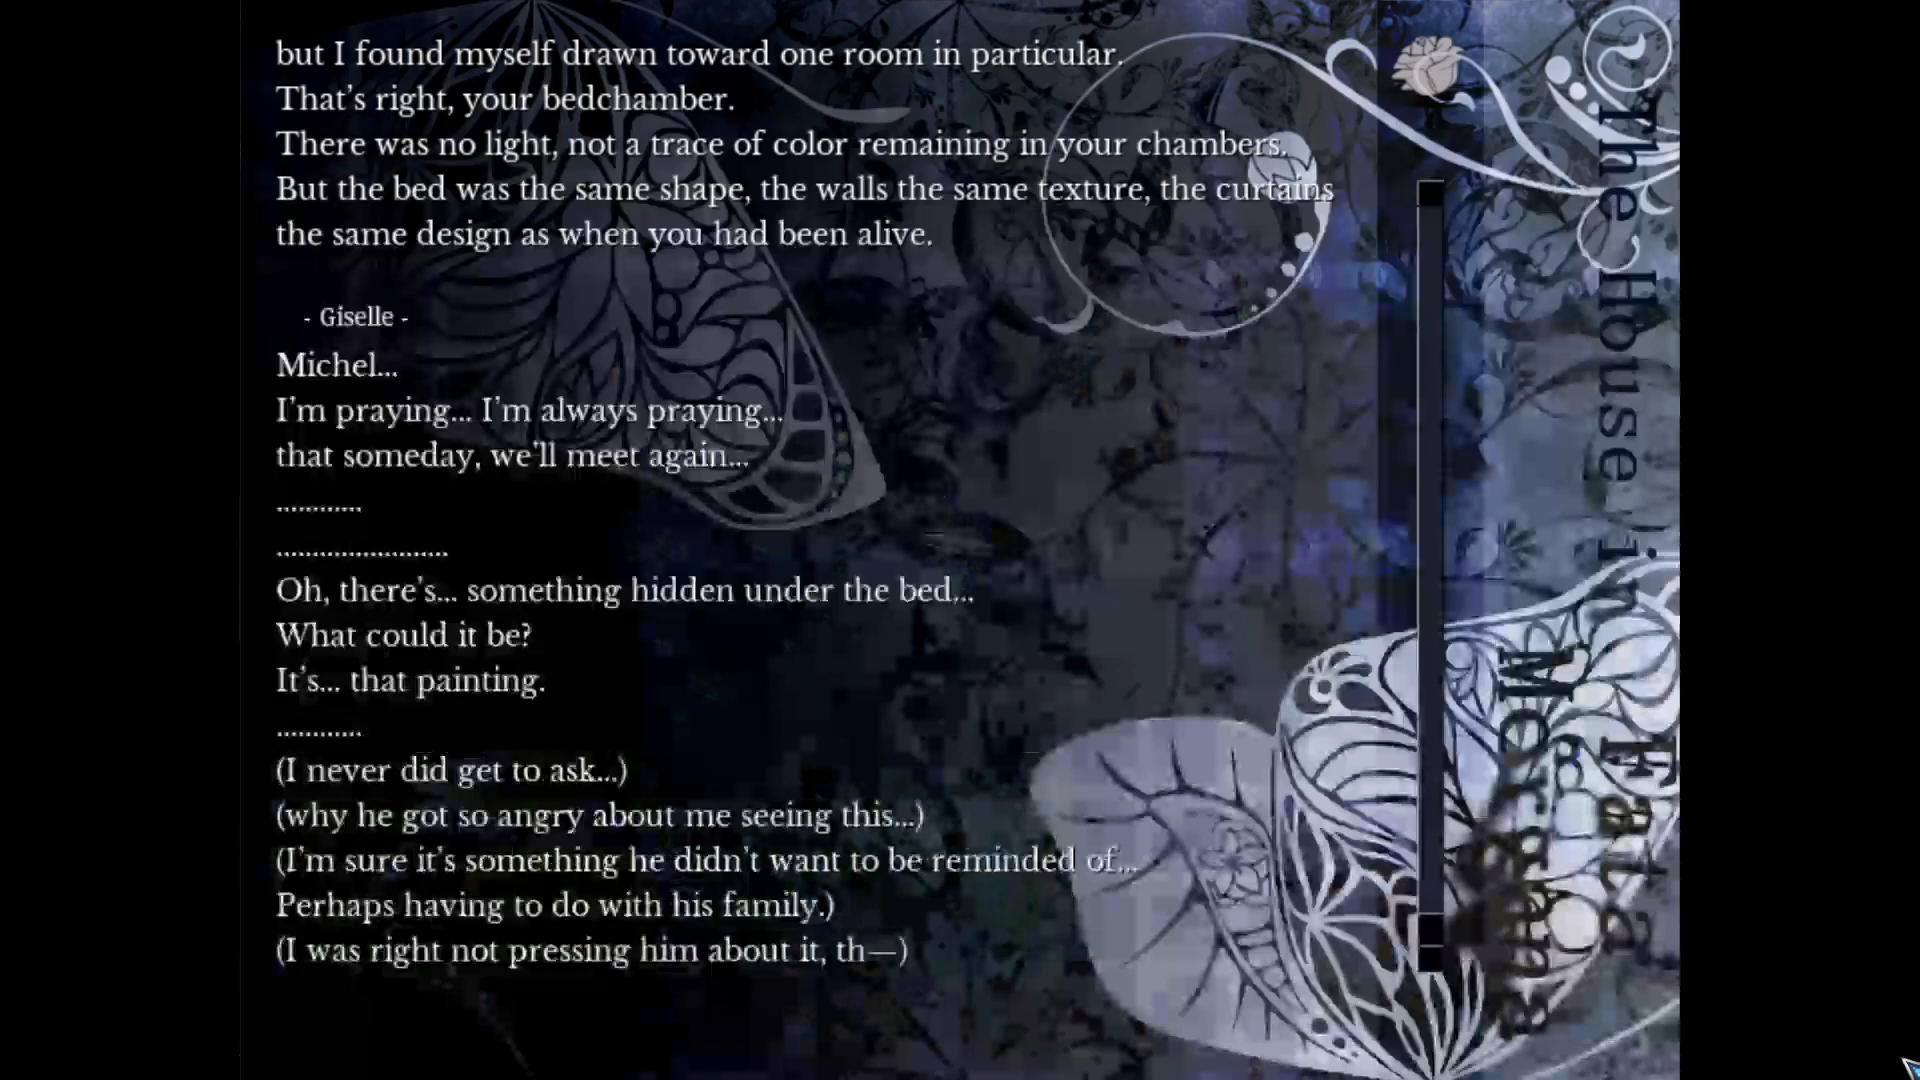 but I found myself drawn toward one room in particular.
That's right, your bedchamber.
There was no light, not a trace of color remaining in your chambers.
But the bed was the same shape, the walls the same texture, the curtains
the same design as when you had been alive.
- Giselle -
Michel...
I'm praying... I'm always praying...
that someday, we'll meet again...
............
........................
Oh, there's... something hidden under the bed...
What could it be?
It's... that painting.
............
(I never did get to ask...)
(why he got so angry about me seeing this...)
(I'm sure it's something he didn't want to be reminded of...
Perhaps having to do with his family.)
(I was right not pressing him about it, th—)
The House in
Fata
Morgana